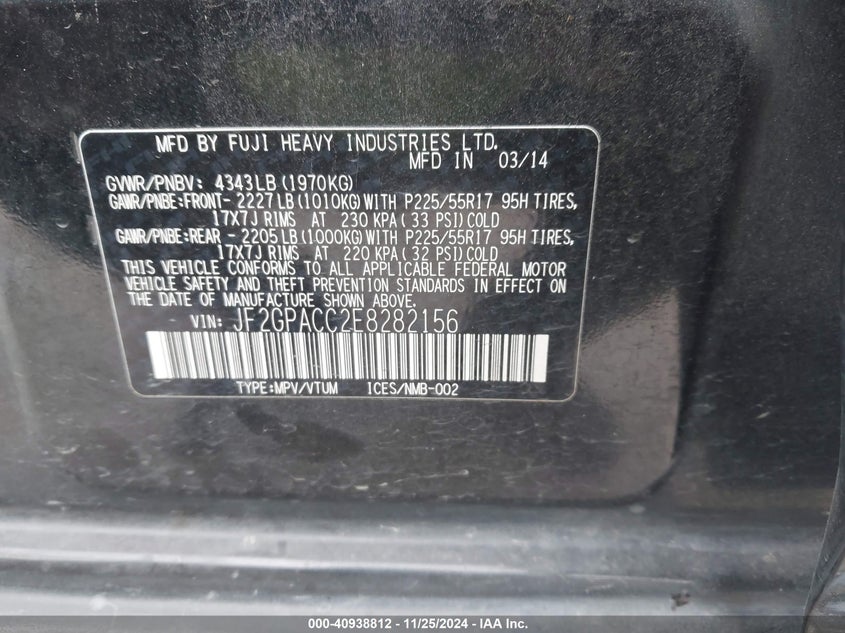 MFD BY FUJI HEAVY INDUSTRIES LTD.
MFD IN 03/14
GVWR/PNBV: 4343LB(1970KG)
GAWR/PNBE:FRONT- 2227LB(1010KG)WITH P225/55R17 95H TIRES,
17X7J RIMS AT 230 KPA(33 PSI)COLD
GAWR/PNBE:REAR - 2205LB(1000KG)WITH P225/55R17 95H TIRES,
17X7J RIMS AT 220 KPA(32 PSI)COLD
THIS VEHICLE CONFORMS TO ALL APPLICABLE FEDERAL MOTOR
VEHICLE SAFETY AND THEFT PREVENTION STANDARDS IN EFFECT ON
THE DATE OF MANUFACTURE SHOWN ABOVE.
VIN: JF2GPACC2E8282156
TYPE:MPV/VTUM ICES/NMB-002
000-40938812 - 11/25/2024 - IAA Inc.